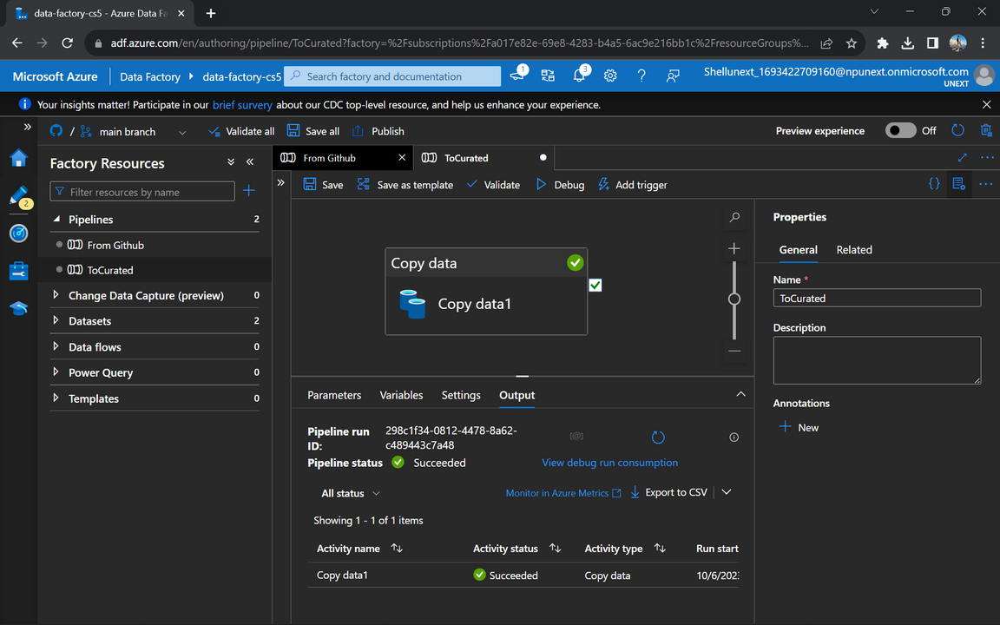 data-factory-cs5 - Azure Data Fa
adf.azure.com/en/authoring/pipeline/ToCurated?factory=%2Fsubscriptions%2Fa017e82e-69e8-4283-b4a5-6ac9e216bb1c%2FresourceGroups%...
Microsoft Azure
Data Factory
data-factory-cs5
Search factory and documentation
1
3
Shellunext_1693422709160@npunext.onmicrosoft.com
UNEXT
Your insights matter! Participate in our brief survey about our CDC top-level resource, and help us enhance your experience.
/ main branch
Validate all
Save all
Publish
Preview experience
Off
Factory Resources
Filter resources by name
2
Pipelines 2
From Github
ToCurated
Change Data Capture (preview) 0
Datasets 2
Data flows 0
Power Query 0
Templates 0
From Github
ToCurated
Save
Save as template
Validate
Debug
Add trigger
{}
Copy data
Copy data1
Parameters
Variables
Settings
Output
Pipeline run ID:
298c1f34-0812-4478-8a62-
c489443c7a48
Pipeline status
Succeeded
View debug run consumption
All status
Monitor in Azure Metrics
Export to CSV
Showing 1 - 1 of 1 items
Activity name Activity status Activity type Run start
Copy data1 Succeeded Copy data 10/6/2023
Properties
General
Related
Name *
ToCurated
Description
Annotations
New